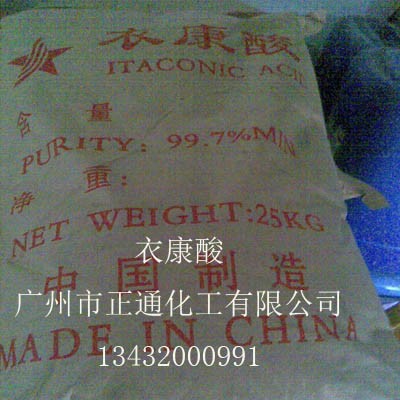 衣康酸
ITACONIC ACID
含 量
PURITY: 99.7%MIN
净 重:
NET WEIGHT:25KG
衣康酸
中国制造
广州市正通化工有限公司
MADE IN CHINA
13432000991